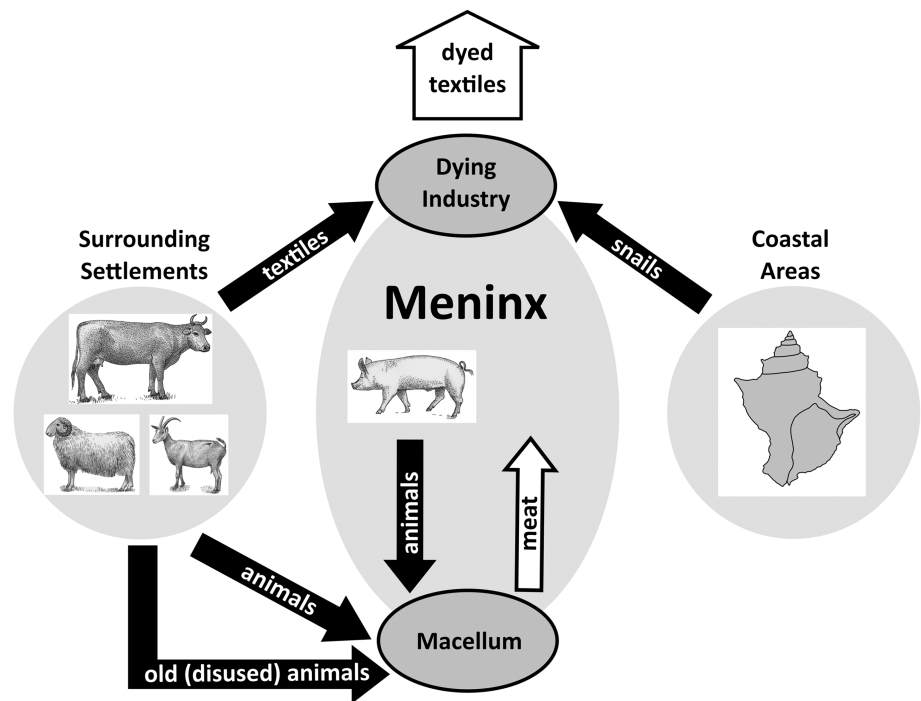 dyed
textiles
Dying
Industry
Surrounding
Settlements
textiles
snails
Coastal
Areas
Meninx
animals
meat
animals
Macellum
old (disused) animals